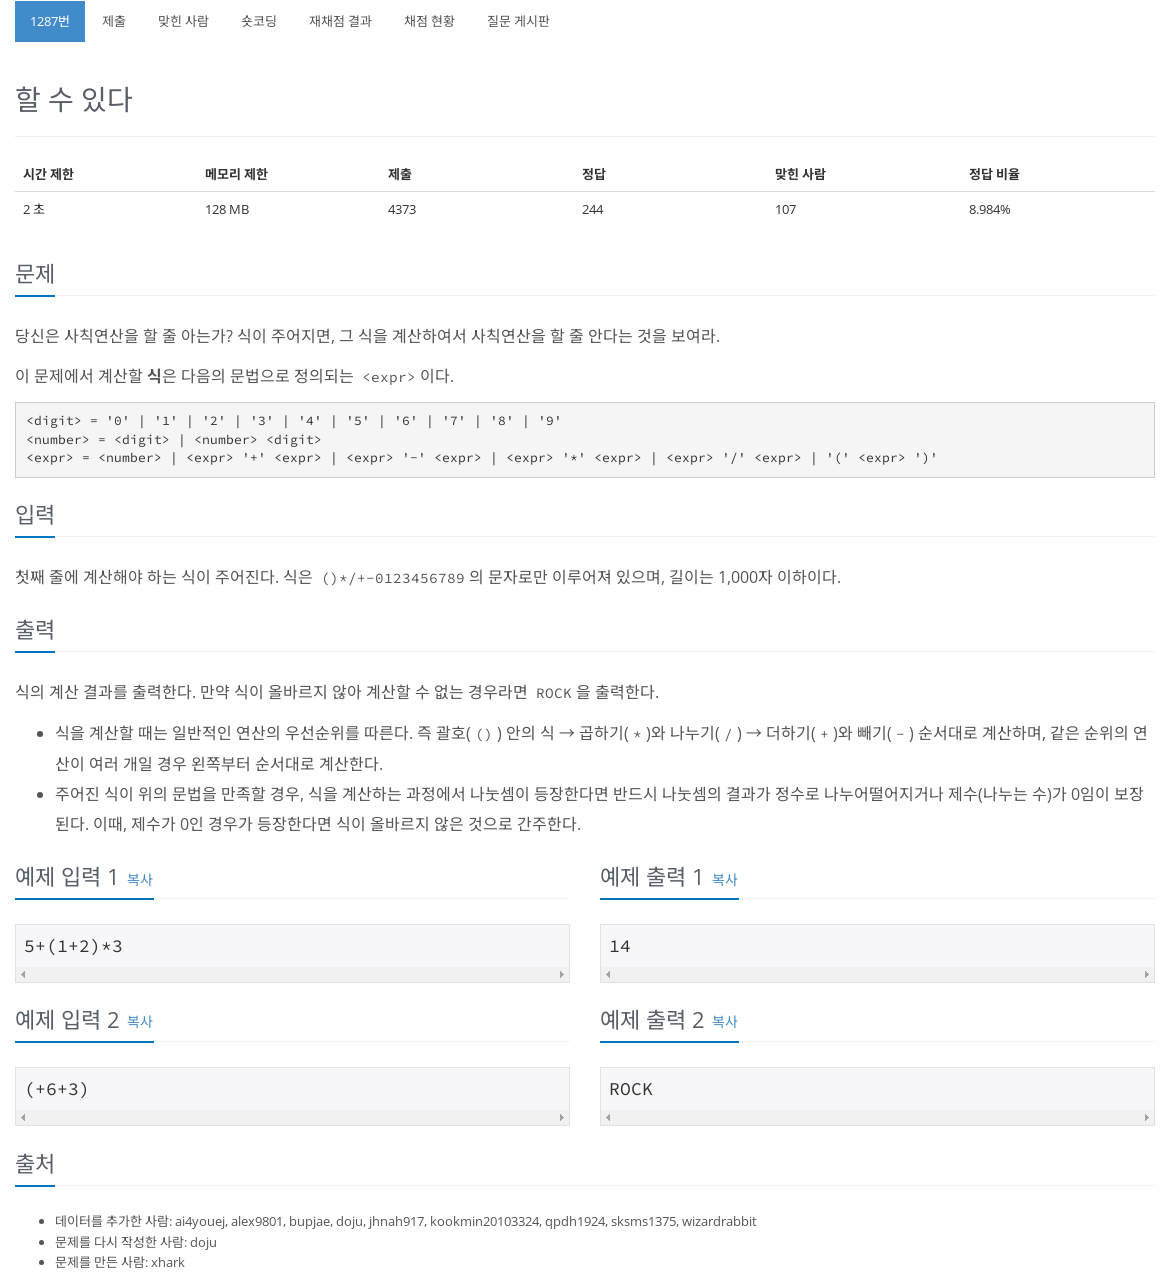 1287번 제출 맞힌 사람 숏코딩 재채점 결과 채점 현황 질문 게시판
할 수 있다
시간 제한 메모리 제한 제출 정답 맞힌 사람 정답 비율
2 초 128 MB 4373 244 107 8.984%
문제
당신은 사칙연산을 할 줄 아는가? 식이 주어지면, 그 식을 계산하여서 사칙연산을 할 줄 안다는 것을 보여라.
이 문제에서 계산할 식은 다음의 문법으로 정의되는 <expr> 이다.
<digit> = '0' | '1' | '2' | '3' | '4' | '5' | '6' | '7' | '8' | '9'
<number> = <digit> | <number> <digit>
<expr> = <number> | <expr> '+' <expr> | <expr> '-' <expr> | <expr> '*' <expr> | <expr> '/' <expr> | '(' <expr> ')'
입력
첫째 줄에 계산해야 하는 식이 주어진다. 식은 ()*/+-0123456789 의 문자로만 이루어져 있으며, 길이는 1,000자 이하이다.
출력
식의 계산 결과를 출력한다. 만약 식이 올바르지 않아 계산할 수 없는 경우라면 ROCK 을 출력한다.
• 식을 계산할 때는 일반적인 연산의 우선순위를 따른다. 즉 괄호( () ) 안의 식 → 곱하기( * )와 나누기( / ) → 더하기( + )와 빼기( - ) 순서대로 계산하며, 같은 순위의 연
산이 여러 개일 경우 왼쪽부터 순서대로 계산한다.
• 주어진 식이 위의 문법을 만족할 경우, 식을 계산하는 과정에서 나눗셈이 등장한다면 반드시 나눗셈의 결과가 정수로 나누어떨어지거나 제수(나누는 수)가 0임이 보장
된다. 이때, 제수가 0인 경우가 등장한다면 식이 올바르지 않은 것으로 간주한다.
예제 입력 1 복사
5+(1+2)*3
예제 출력 1 복사
14
예제 입력 2 복사
(+6+3)
예제 출력 2 복사
ROCK
출처
• 데이터를 추가한 사람: ai4youej, alex9801, bupjae, doju, jhnah917, kookmin20103324, qpdh1924, sksms1375, wizardrabbit
• 문제를 다시 작성한 사람: doju
• 문제를 만든 사람: xhark